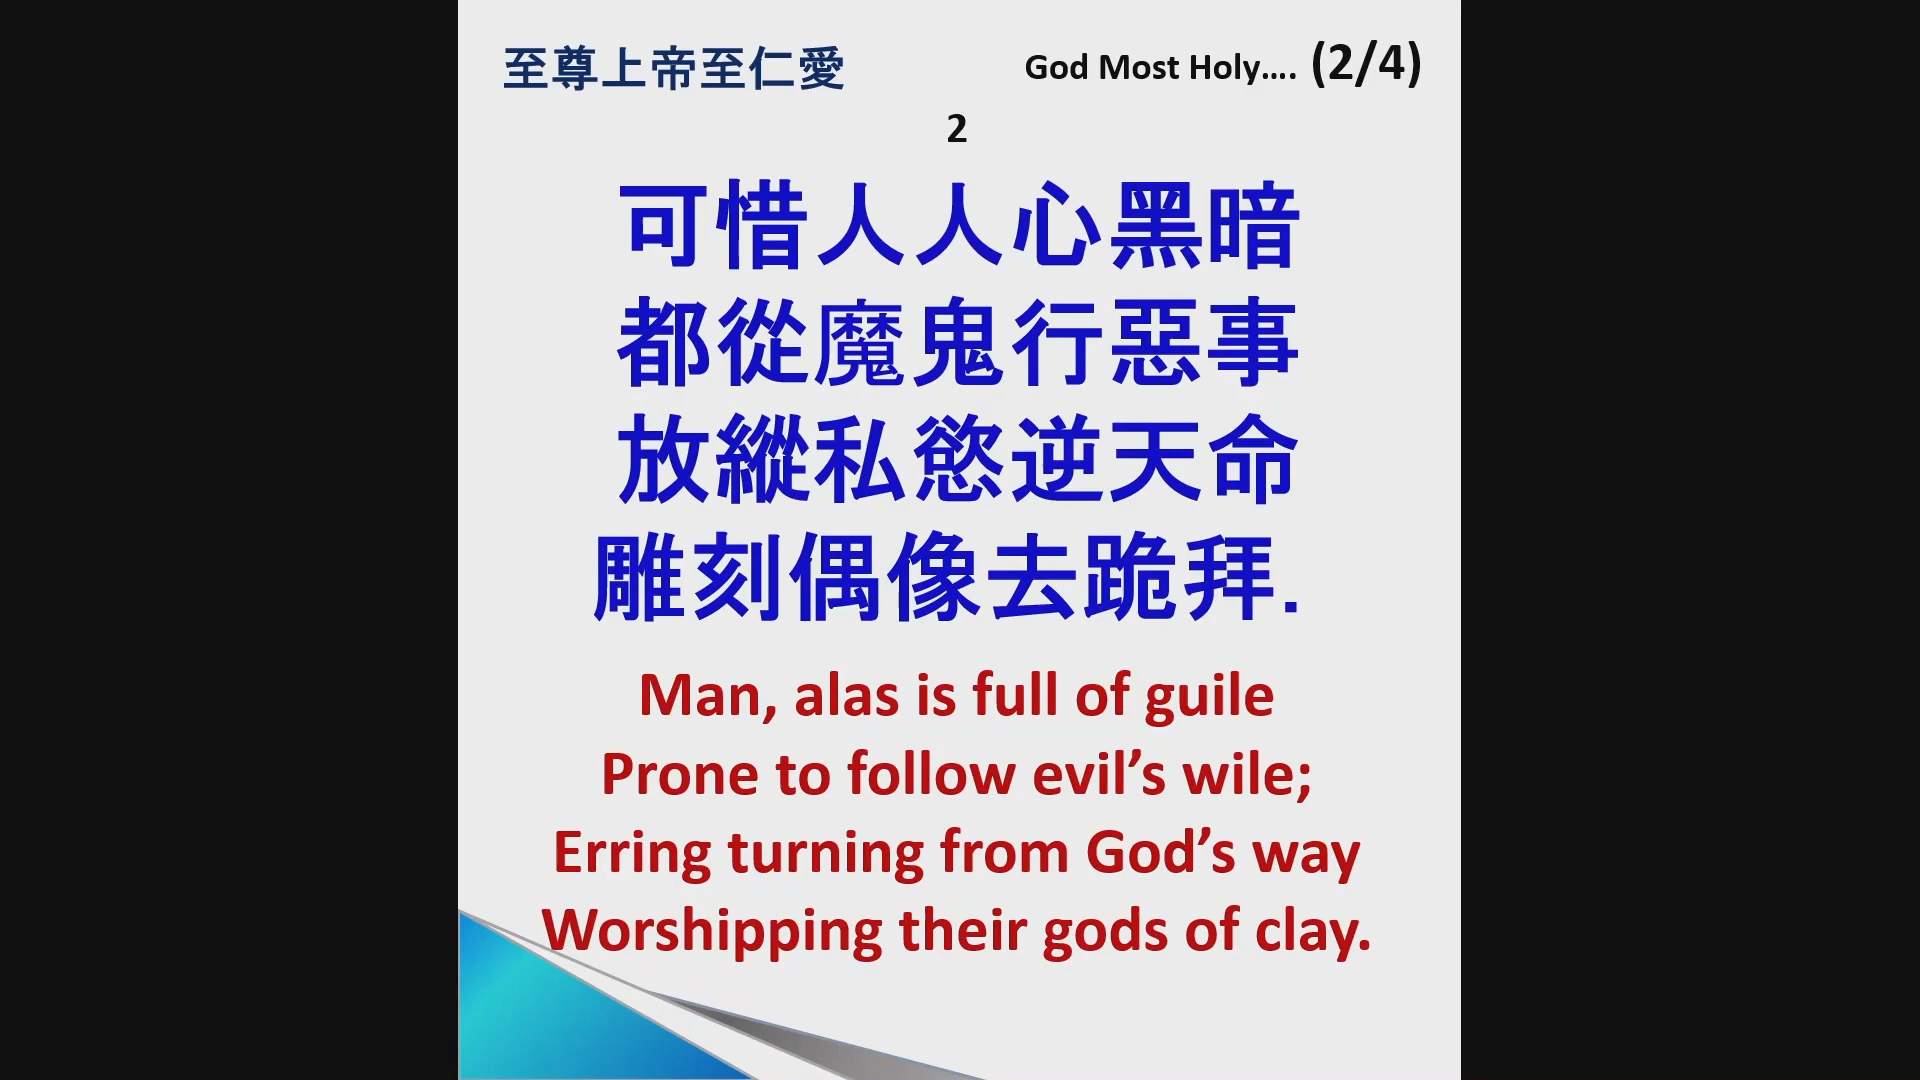 至尊上帝至仁愛 God Most Holy.... (2/4)
2
可惜人人心黑暗
都從魔鬼行惡事
放縱私慾逆天命
雕刻偶像去跪拜.
Man, alas is full of guile
Prone to follow evil’s wile;
Erring turning from God’s way
Worshipping their gods of clay.